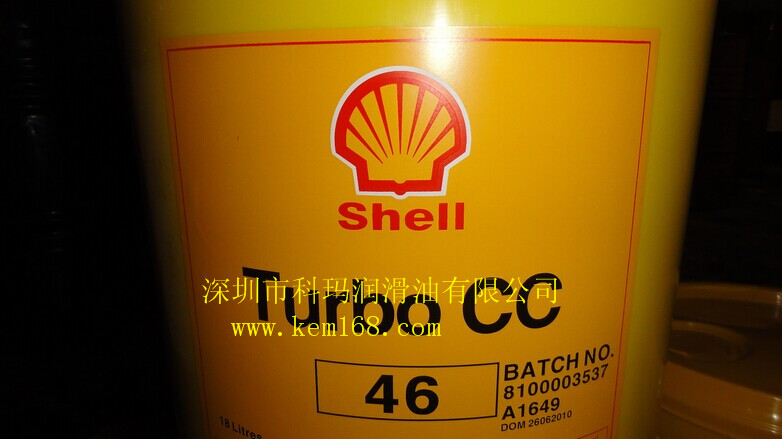 Shell
Turbo CC
深圳市科玛润滑油有限公司
www.kem168.com
46
BATCH NO.
8100003537
A1649
DOM 26062010
18 Litres